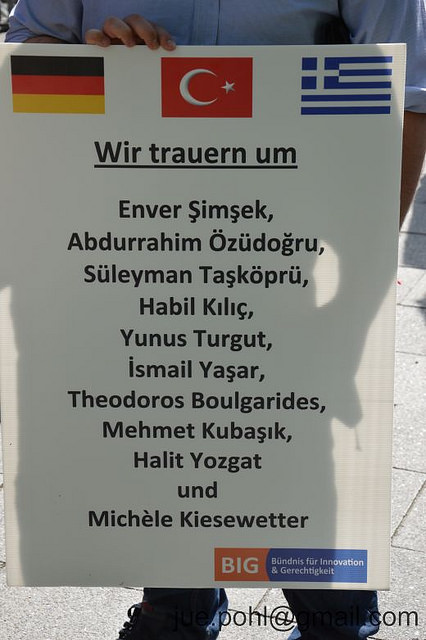 Wir trauern um
Enver Şimşek,
Abdurrahim Özüdoğru,
Süleyman Taşköprü,
Habil Kılıç,
Yunus Turgut,
İsmail Yaşar,
Theodoros Boulgarides,
Mehmet Kubaşık,
Halit Yozgat
und
Michèle Kiesewetter
BIG Bündnis für Innovation
& Gerechtigkeit
jue.pohl@gmail.com